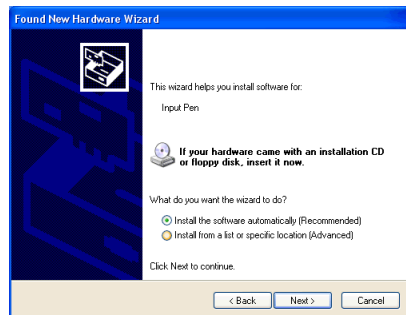 Found New Hardware Wizard
This wizard helps you install software for:
Input Pen
If your hardware came with an installation CD
or floppy disk, insert it now.
What do you want the wizard to do?
Install the software automatically (Recommended)
Install from a list or specific location (Advanced)
Click Next to continue.
< Back Next > Cancel